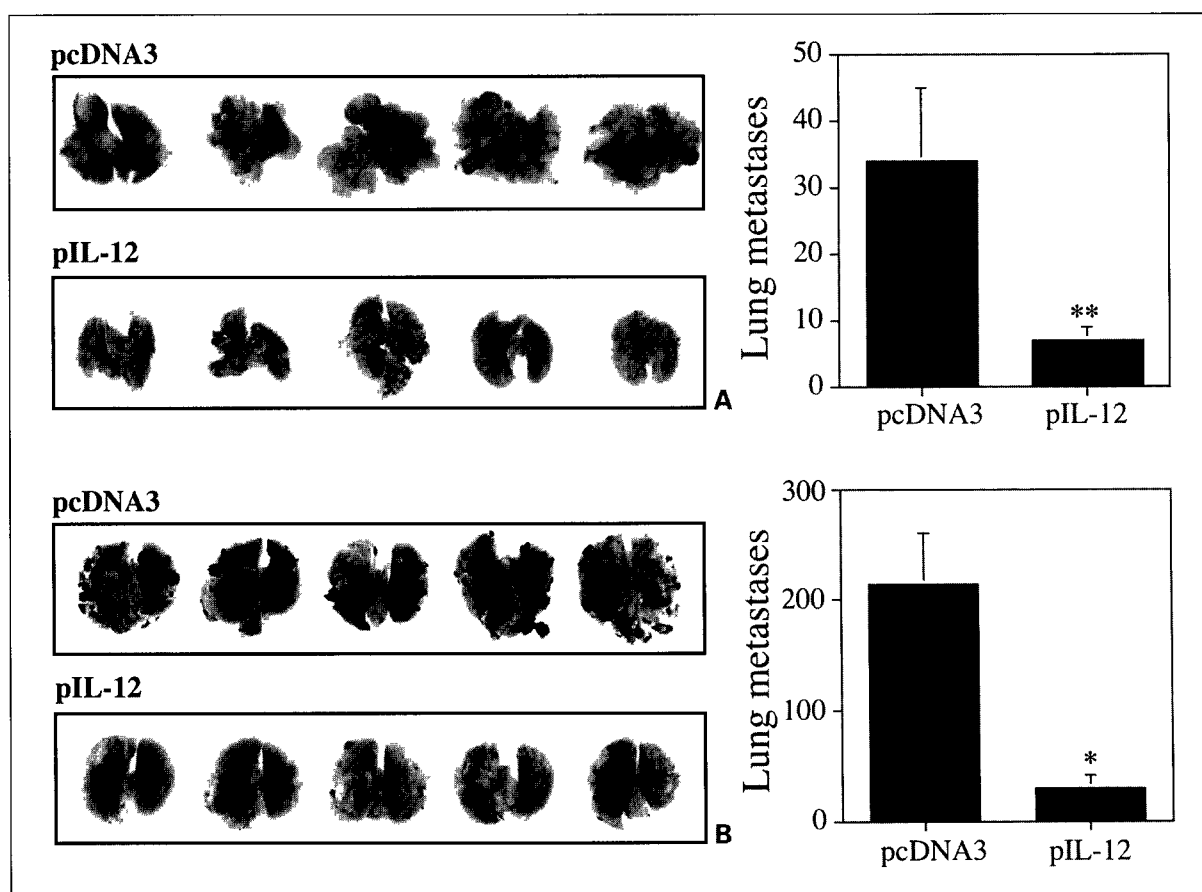 pcDNA3
pIL-12
A
Lung metastases
50
40
30
20
10
0
**
pcDNA3
pIL-12
pcDNA3
pIL-12
B
Lung metastases
300
200
100
0
*
pcDNA3
pIL-12